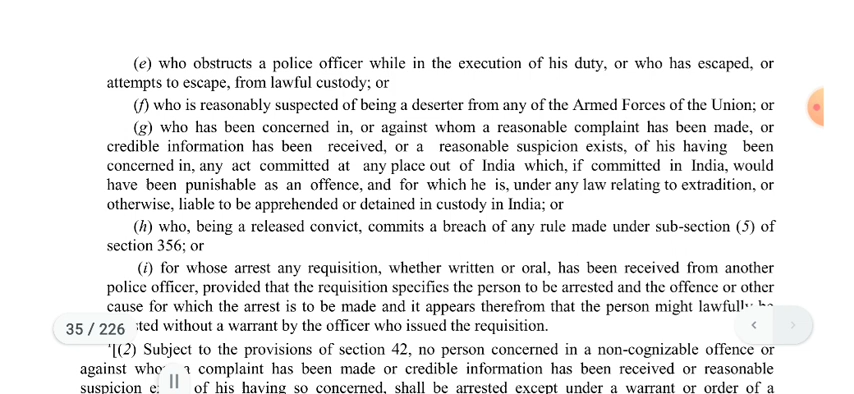 (e) who obstructs a police officer while in the execution of his duty, or who has escaped, or
attempts to escape, from lawful custody; or
(f) who is reasonably suspected of being a deserter from any of the Armed Forces of the Union; or
(g) who has been concerned in, or against whom a reasonable complaint has been made, or
credible information has been received, or a reasonable suspicion exists, of his having been
concerned in, any act committed at any place out of India which, if committed in India, would
have been punishable as an offence, and for which he is, under any law relating to extradition, or
otherwise, liable to be apprehended or detained in custody in India; or
(h) who, being a released convict, commits a breach of any rule made under sub-section (5) of
section 356; or
(i) for whose arrest any requisition, whether written or oral, has been received from another
police officer, provided that the requisition specifies the person to be arrested and the offence or other
cause for which the arrest is to be made and it appears therefrom that the person might lawfully
35 / 226 without a warrant by the officer who issued the requisition.
[(2) Subject to the provisions of section 42, no person concerned in a non-cognizable offence or
against complaint has been made or credible information has been received or reasonable
suspicion of his having so concerned, shall be arrested except under a warrant or order of a